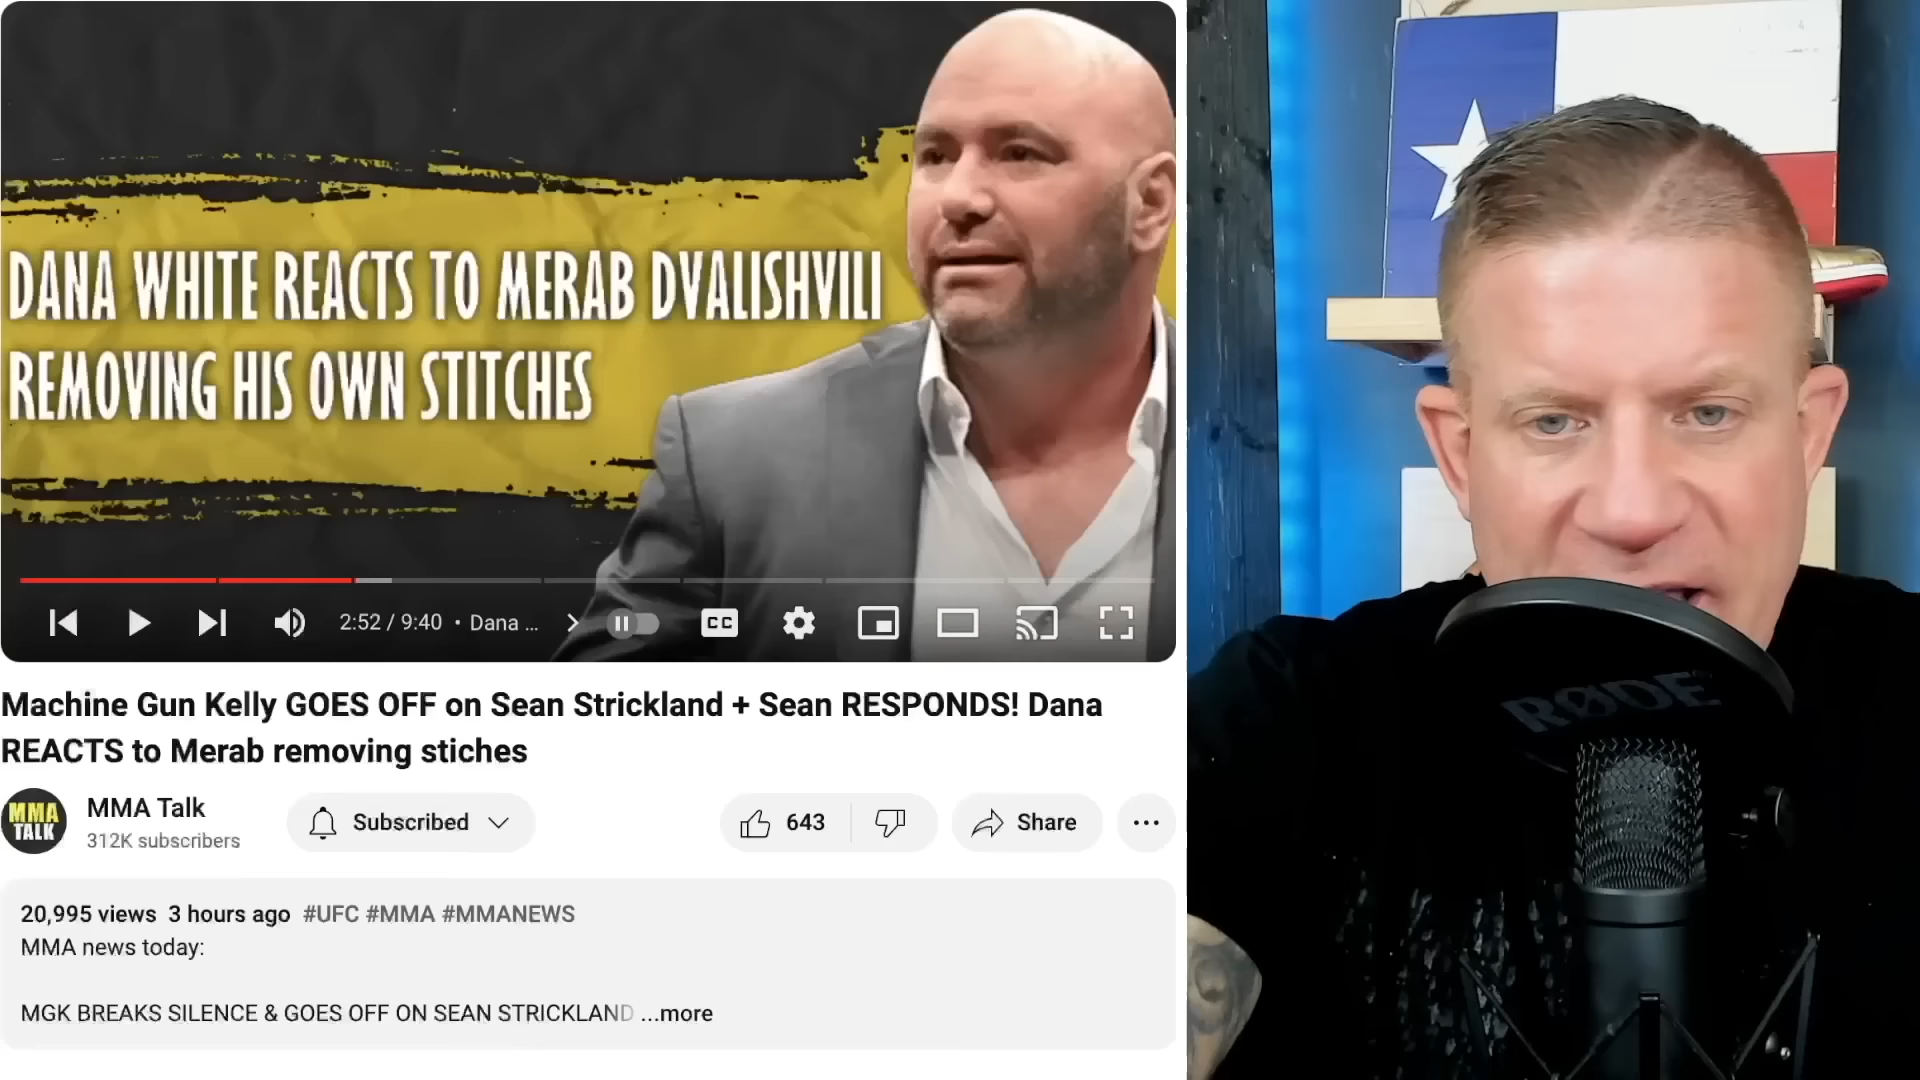 DANA WHITE REACTS TO MERAB DVALISHVILI
REMOVING HIS OWN STITCHES
2:52 / 9:40 • Dana ...
CC
Machine Gun Kelly GOES OFF on Sean Strickland + Sean RESPONDS! Dana
REACTS to Merab removing stiches
MMA
TALK
MMA Talk
312K subscribers
Subscribed
643
Share
20,995 views 3 hours ago #UFC #MMA #MMANEWS
MMA news today:
MGK BREAKS SILENCE & GOES OFF ON SEAN STRICKLAND ...more
RØDE